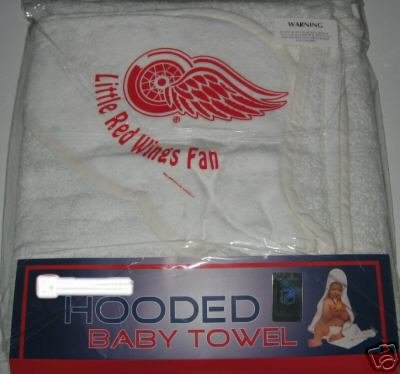 WARNING
Little Red Wings Fan
HOODED
BABY TOWEL